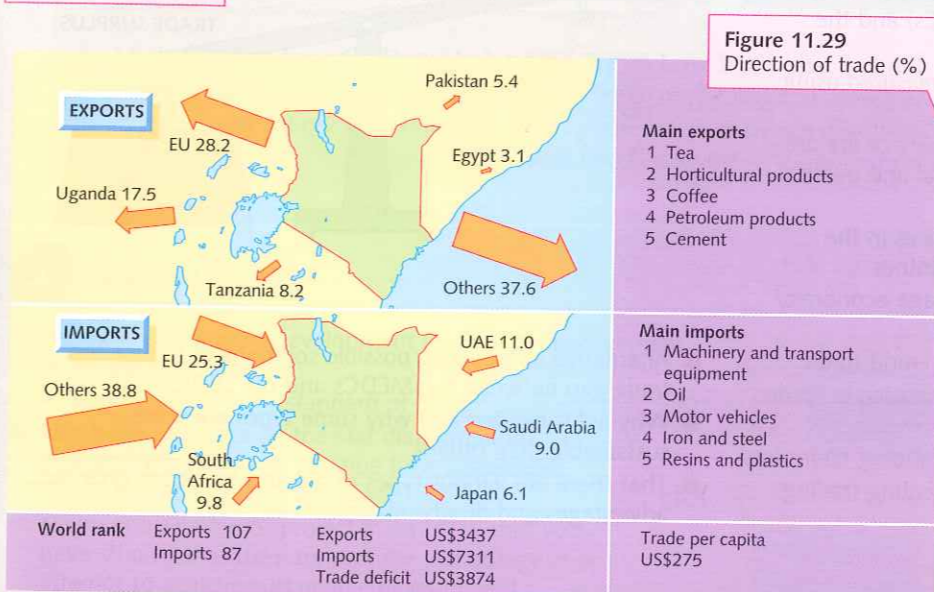 TRADE SURPLUS
Figure 11.29
Direction of trade (%)
EXPORTS
Pakistan 5.4
EU 28.2
Egypt 3.1
Uganda 17.5
Tanzania 8.2
Others 37.6
Main exports
1 Tea
2 Horticultural products
3 Coffee
4 Petroleum products
5 Cement
IMPORTS
EU 25.3
UAE 11.0
Others 38.8
Saudi Arabia
9.0
South
Africa
9.8
Japan 6.1
Main imports
1 Machinery and transport
equipment
2 Oil
3 Motor vehicles
4 Iron and steel
5 Resins and plastics
World rank
Exports 107
Imports 87
Exports US$3437
Imports US$7311
Trade deficit US$3874
Trade per capita
US$275